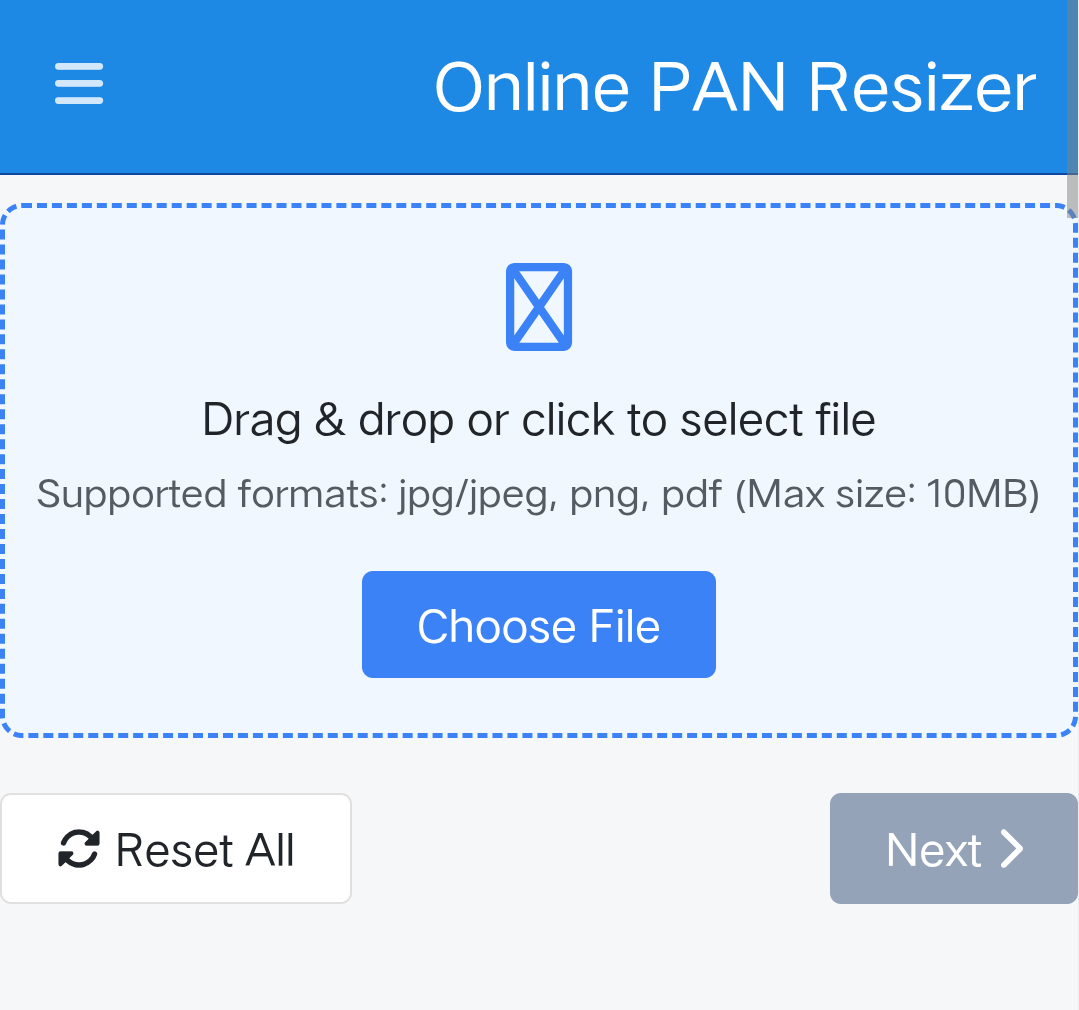 Online PAN Resizer
Drag & drop or click to select file
Supported formats: jpg/jpeg, png, pdf (Max size: 10MB)
Choose File
Reset All
Next